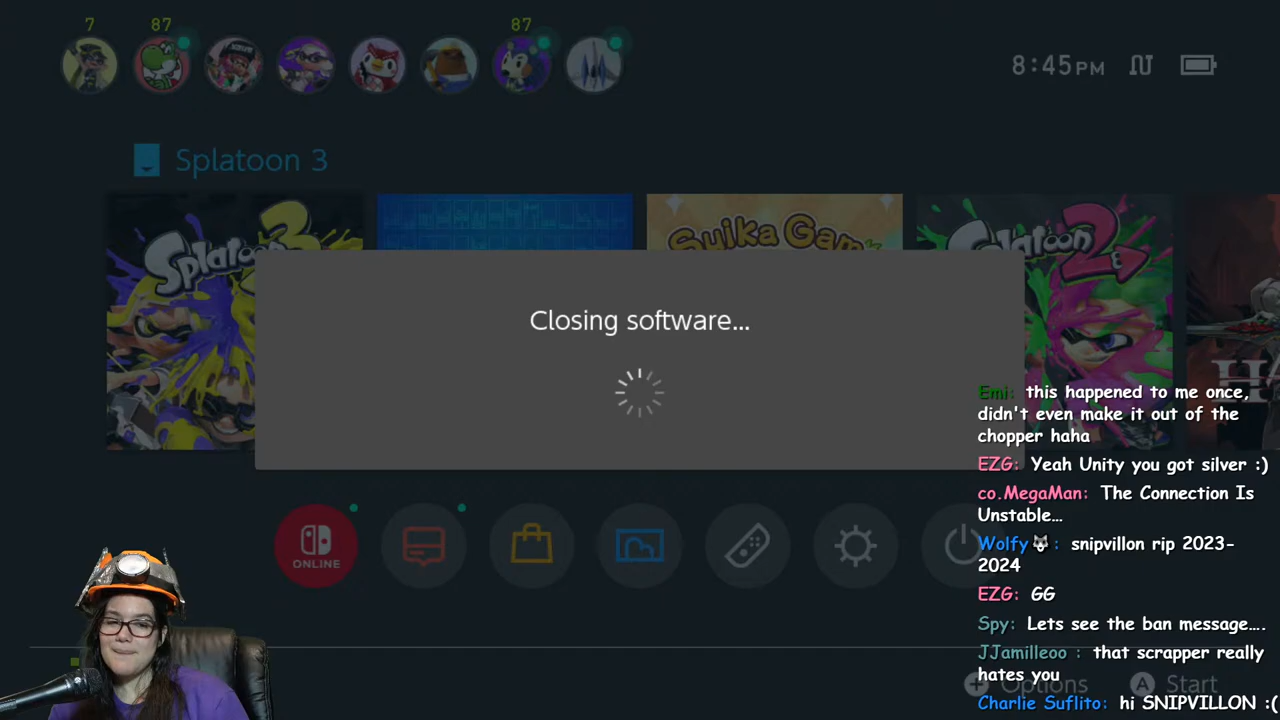 7
87
87
8:45PM
Splatoon 3
Splatoon 3
Suika Game
Splatoon 2
H
Closing software...
ONLINE
Options
Start
Emi: this happened to me once,
didn't even make it out of the
chopper haha
EZG: Yeah Unity you got silver :)
co.MegaMan: The Connection Is
Unstable...
Wolfy🐺: snipvillon rip 2023-
2024
EZG: GG
Spy: Lets see the ban message....
JJamilleoo : that scrapper really
hates you
Charlie Suflito: hi SNIPVILLON :(